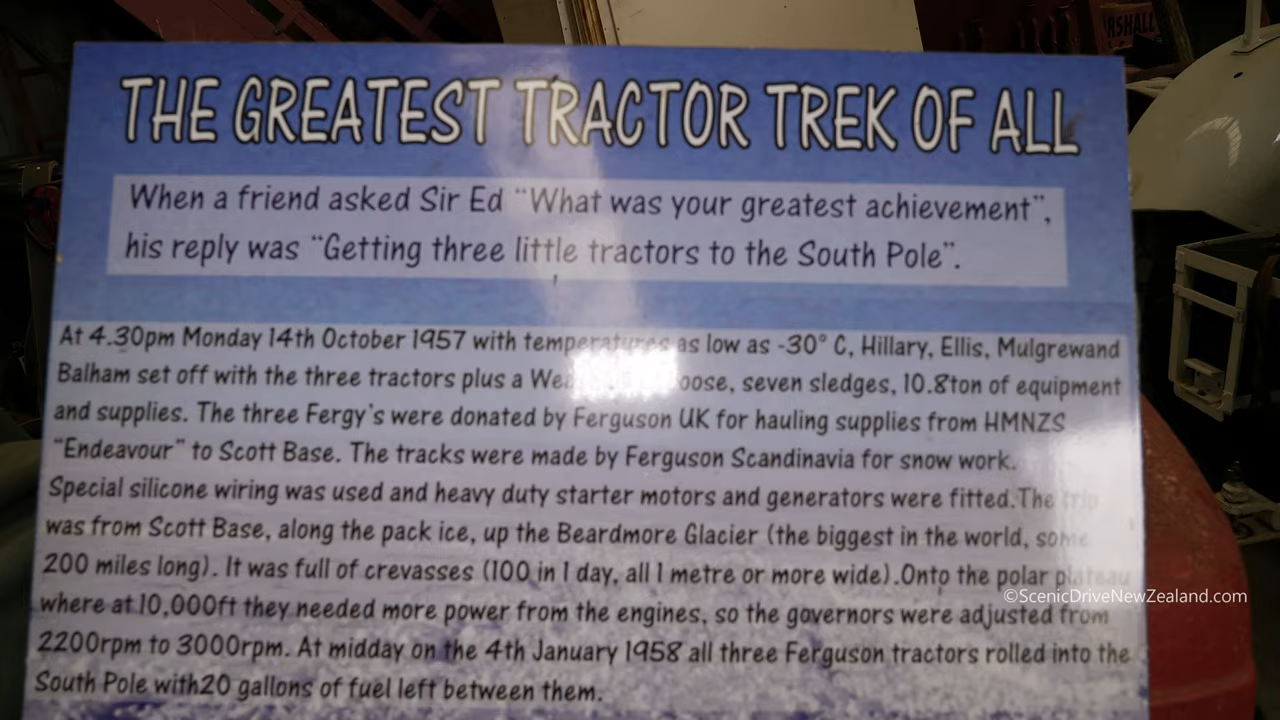 RSHALL
THE GREATEST TRACTOR TREK OF ALL
When a friend asked Sir Ed "What was your greatest achievement",
his reply was "Getting three little tractors to the South Pole".
At 4.30pm Monday 14th October 1957 with temperatures as low as -30° C, Hillary, Ellis, Mulgrewand
Balham set off with the three tractors plus a seven sledges, 10.8ton of equipment
and supplies. The three Fergy's were donated by Ferguson UK for hauling supplies from HMNZS
"Endeavour" to Scott Base. The tracks were made by Ferguson Scandinavia for snow work.
Special silicone wiring was used and heavy duty starter motors and generators were fitted.The trip
was from Scott Base, along the pack ice, up the Beardmore Glacier (the biggest in the world, some
200 miles long). It was full of crevasses (100 in 1 day, all 1 metre or more wide).Onto the polar plateau
where at 10,000ft they needed more power from the engines, so the governors were adjusted from
2200rpm to 3000rpm. At midday on the 4th January 1958 all three Ferguson tractors rolled into the
South Pole with20 gallons of fuel left between them.
©ScenicDriveNewZealand.com